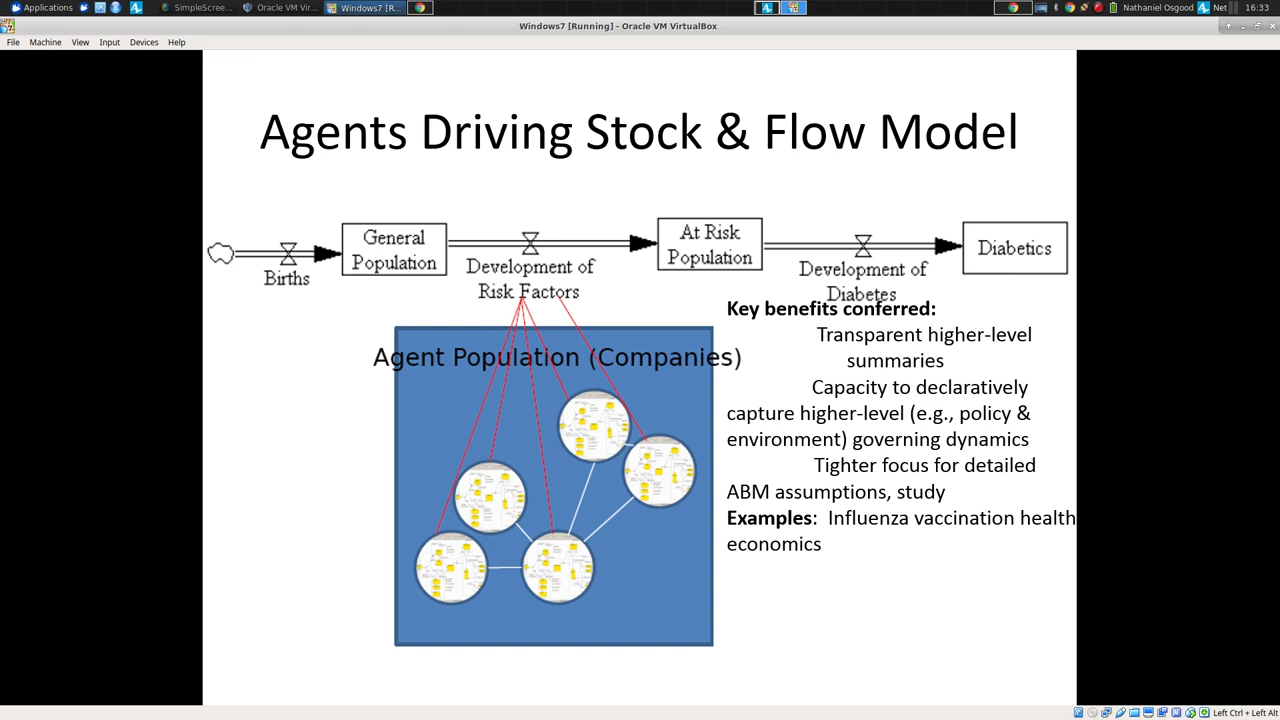 Applications
SimpleScree...
Oracle VM Vir...
Windows7 [R...
Nathaniel Osgood
Net
16:33
Windows7 [Running] - Oracle VM VirtualBox
File Machine View Input Devices Help
Agents Driving Stock & Flow Model
Births
General
Population
Development of
Risk Factors
At Risk
Population
Development of
Diabetes
Diabetics
Agent Population (Companies)
Key benefits conferred:
Transparent higher-level
summaries
Capacity to declaratively
capture higher-level (e.g., policy &
environment) governing dynamics
Tighter focus for detailed
ABM assumptions, study
Examples: Influenza vaccination health
economics
Left Ctrl + Left Alt